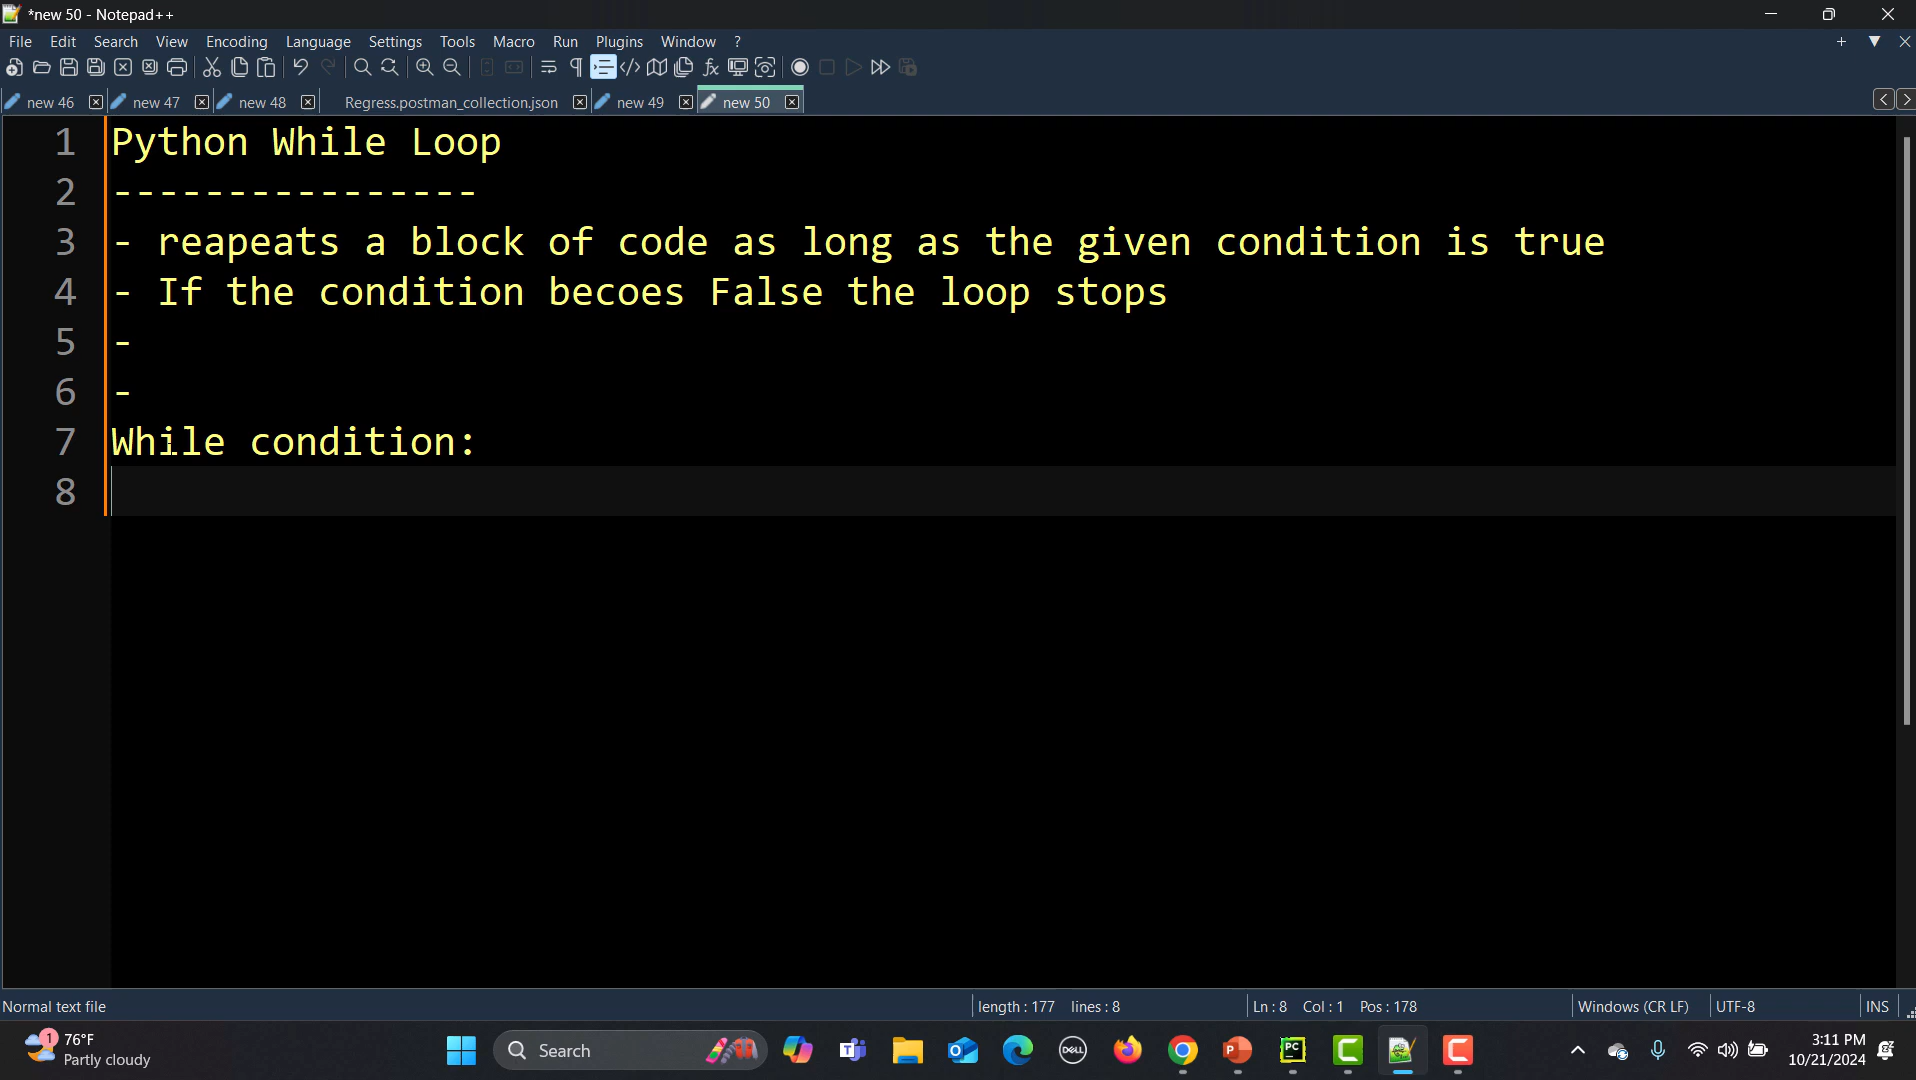 *new 50 - Notepad++
File Edit Search View Encoding Language Settings Tools Macro Run Plugins Window ?
new 46 new 47 new 48 Regress.postman_collection.json new 49 new 50
1 Python While Loop
2 ----------------
3 - reapeats a block of code as long as the given condition is true
4 - If the condition becoes False the loop stops
5 -
6 -
7 While condition:
8
Normal text file length : 177 lines : 8 Ln : 8 Col : 1 Pos : 178 Windows (CR LF) UTF-8 INS
1 76°F
Partly cloudy
Search
DELL
PC
3:11 PM
10/21/2024